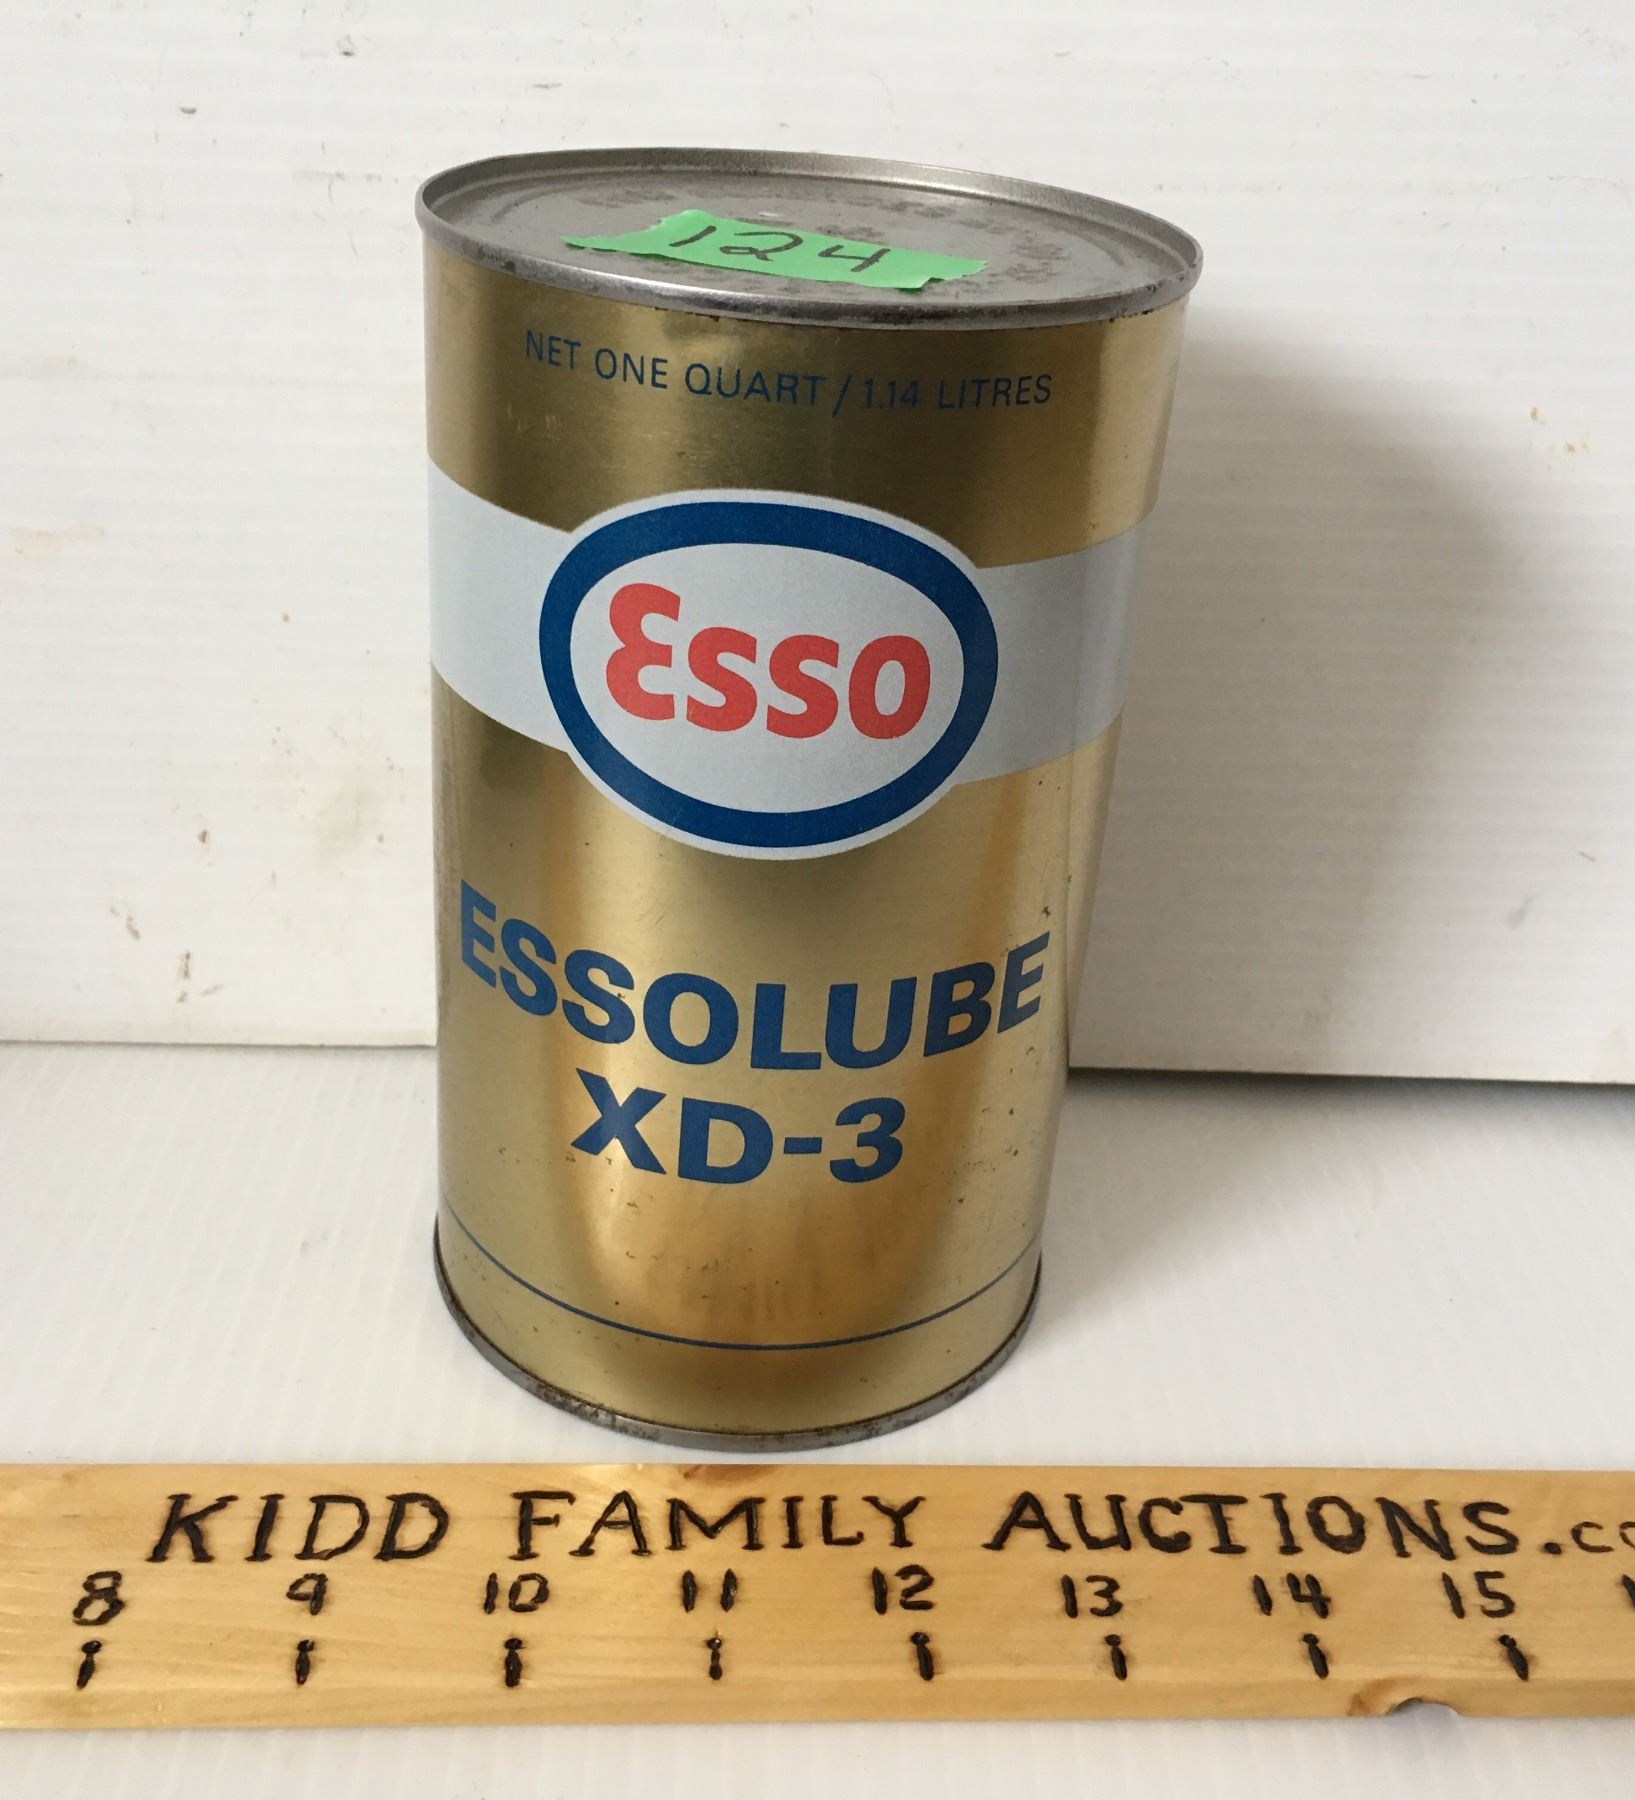 124
NET ONE QUART / 1.14 LITRES
Esso
ESSOLUBE
XD-3
KIDD FAMILY AUCTIONS.co
8 9 10 11 12 13 14 15